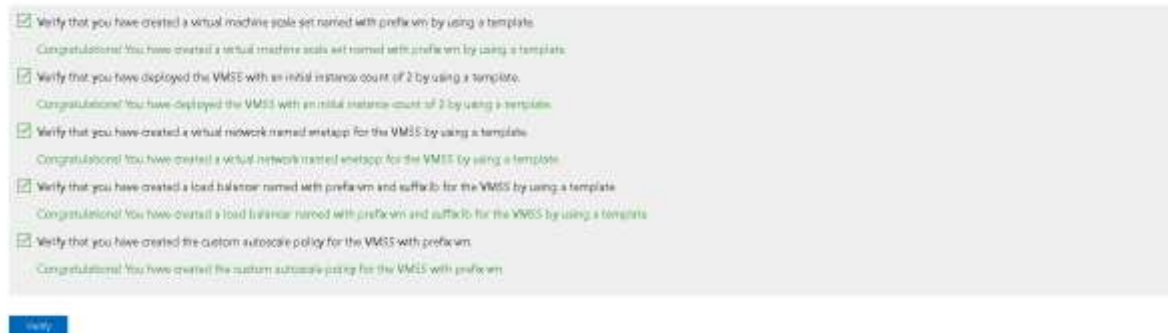 Verify that you have created a virtual machine scale set named with prefix vm by using a template.
Congratulations! You have created a virtual machine scale set named with prefix vm by using a template.
Verify that you have deployed the VMSS with an initial instance count of 2 by using a template.
Congratulations! You have deployed the VMSS with an initial instance count of 2 by using a template.
Verify that you have created a virtual network named vnetapp for the VMSS by using a template.
Congratulations! You have created a virtual network named vnetapp for the VMSS by using a template.
Verify that you have created a load balancer named with prefix vm and suffix lb for the VMSS by using a template
Congratulations! You have created a load balancer named with prefix vm and suffix lb for the VMSS by using a template
Verify that you have created the custom autoscale policy for the VMSS with prefix vm.
Congratulations! You have created the custom autoscale policy for the VMSS with prefix vm
Verify